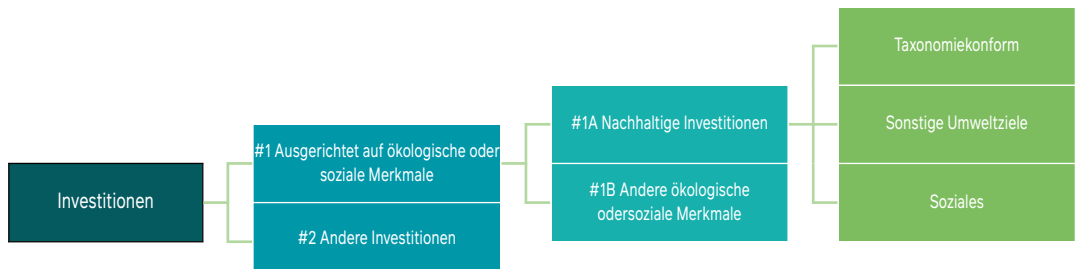 Investitionen
#1 Ausgerichtet auf ökologische oder
soziale Merkmale
#2 Andere Investitionen
#1A Nachhaltige Investitionen
#1B Andere ökologische
odersoziale Merkmale
Taxonomiekonform
Sonstige Umweltziele
Soziales